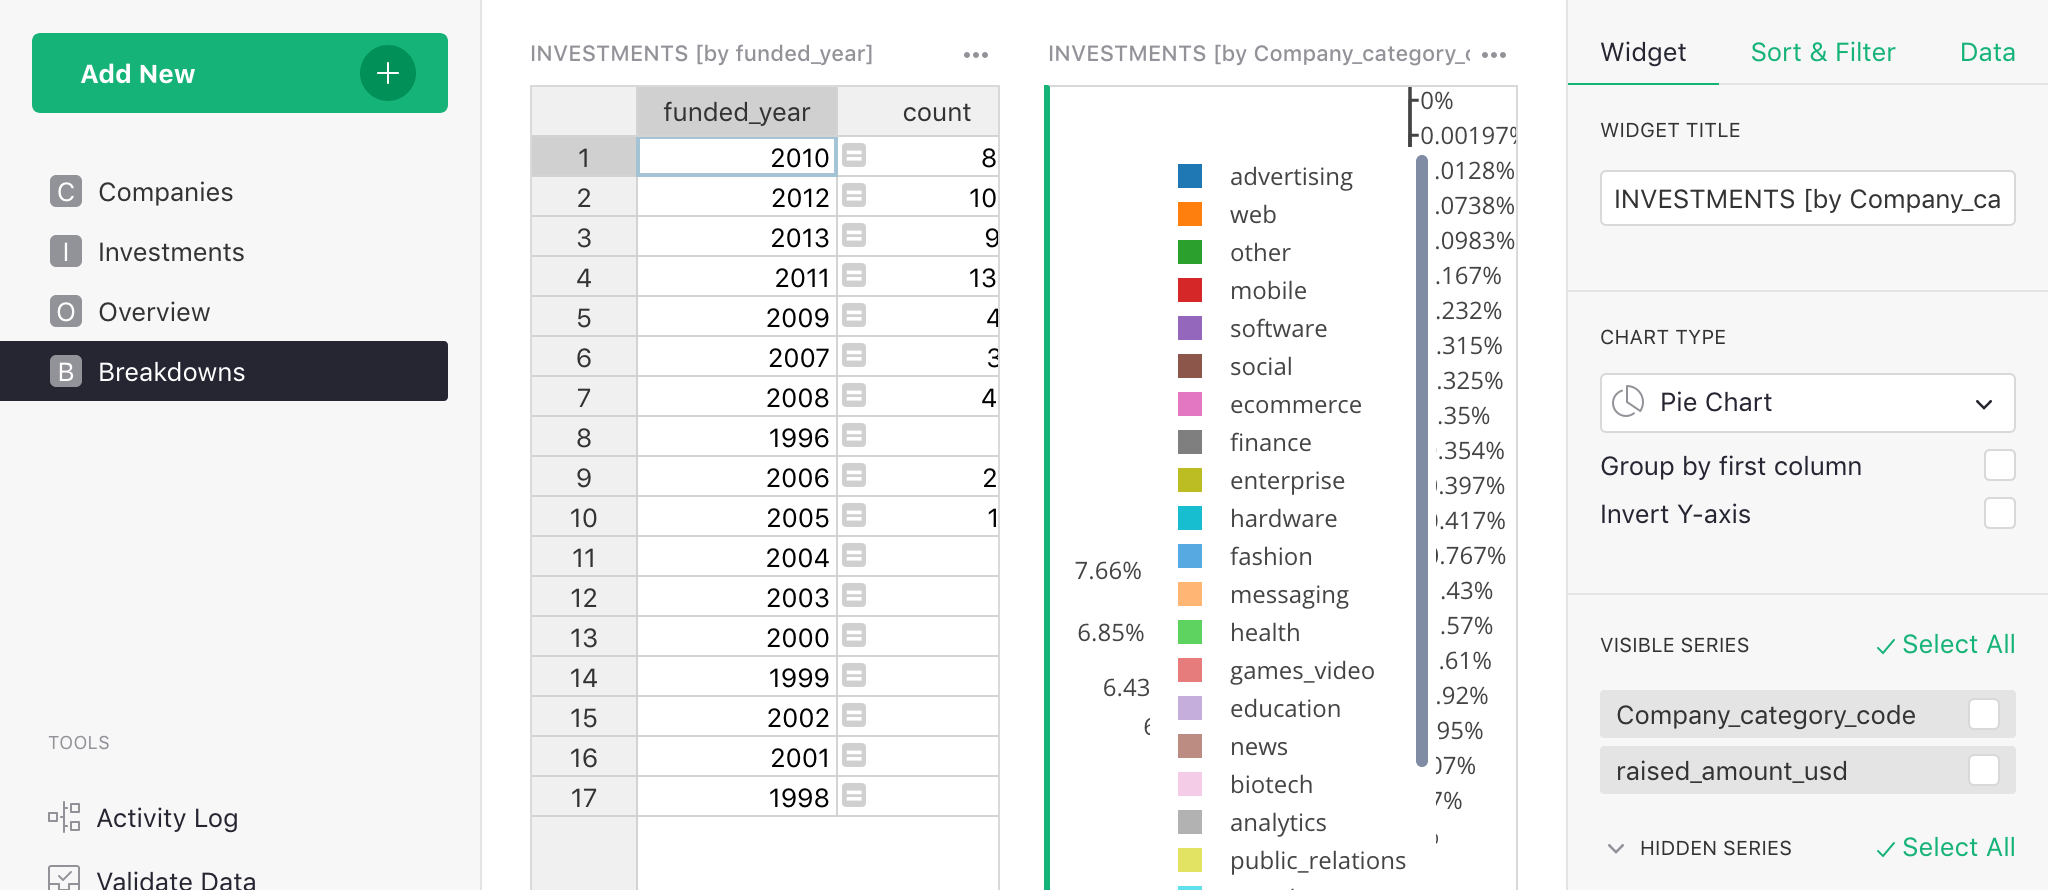 Add New
C Companies
I Investments
O Overview
B Breakdowns
TOOLS
Activity Log
Validate Data
INVESTMENTS [by funded_year]
funded_year count
1 2010 = 8
2 2012 = 10
3 2013 = 9
4 2011 = 13
5 2009 = 4
6 2007 = 3
7 2008 = 4
8 1996 =
9 2006 = 2
10 2005 = 1
11 2004 =
12 2003 =
13 2000 =
14 1999 =
15 2002 =
16 2001 =
17 1998 =
INVESTMENTS [by Company_category_
advertising
web
other
mobile
software
social
ecommerce
finance
enterprise
hardware
fashion
messaging
health
games_video
education
news
biotech
analytics
public_relations
7.66%
6.85%
6.43
0%
0.00197%
.0128%
.0738%
.0983%
.167%
.232%
.315%
.325%
.35%
.354%
.397%
.417%
.767%
.43%
.57%
.61%
.92%
95%
07%
7%
Widget Sort & Filter Data
WIDGET TITLE
INVESTMENTS [by Company_ca
CHART TYPE
Pie Chart
Group by first column
Invert Y-axis
VISIBLE SERIES Select All
Company_category_code
raised_amount_usd
HIDDEN SERIES Select All